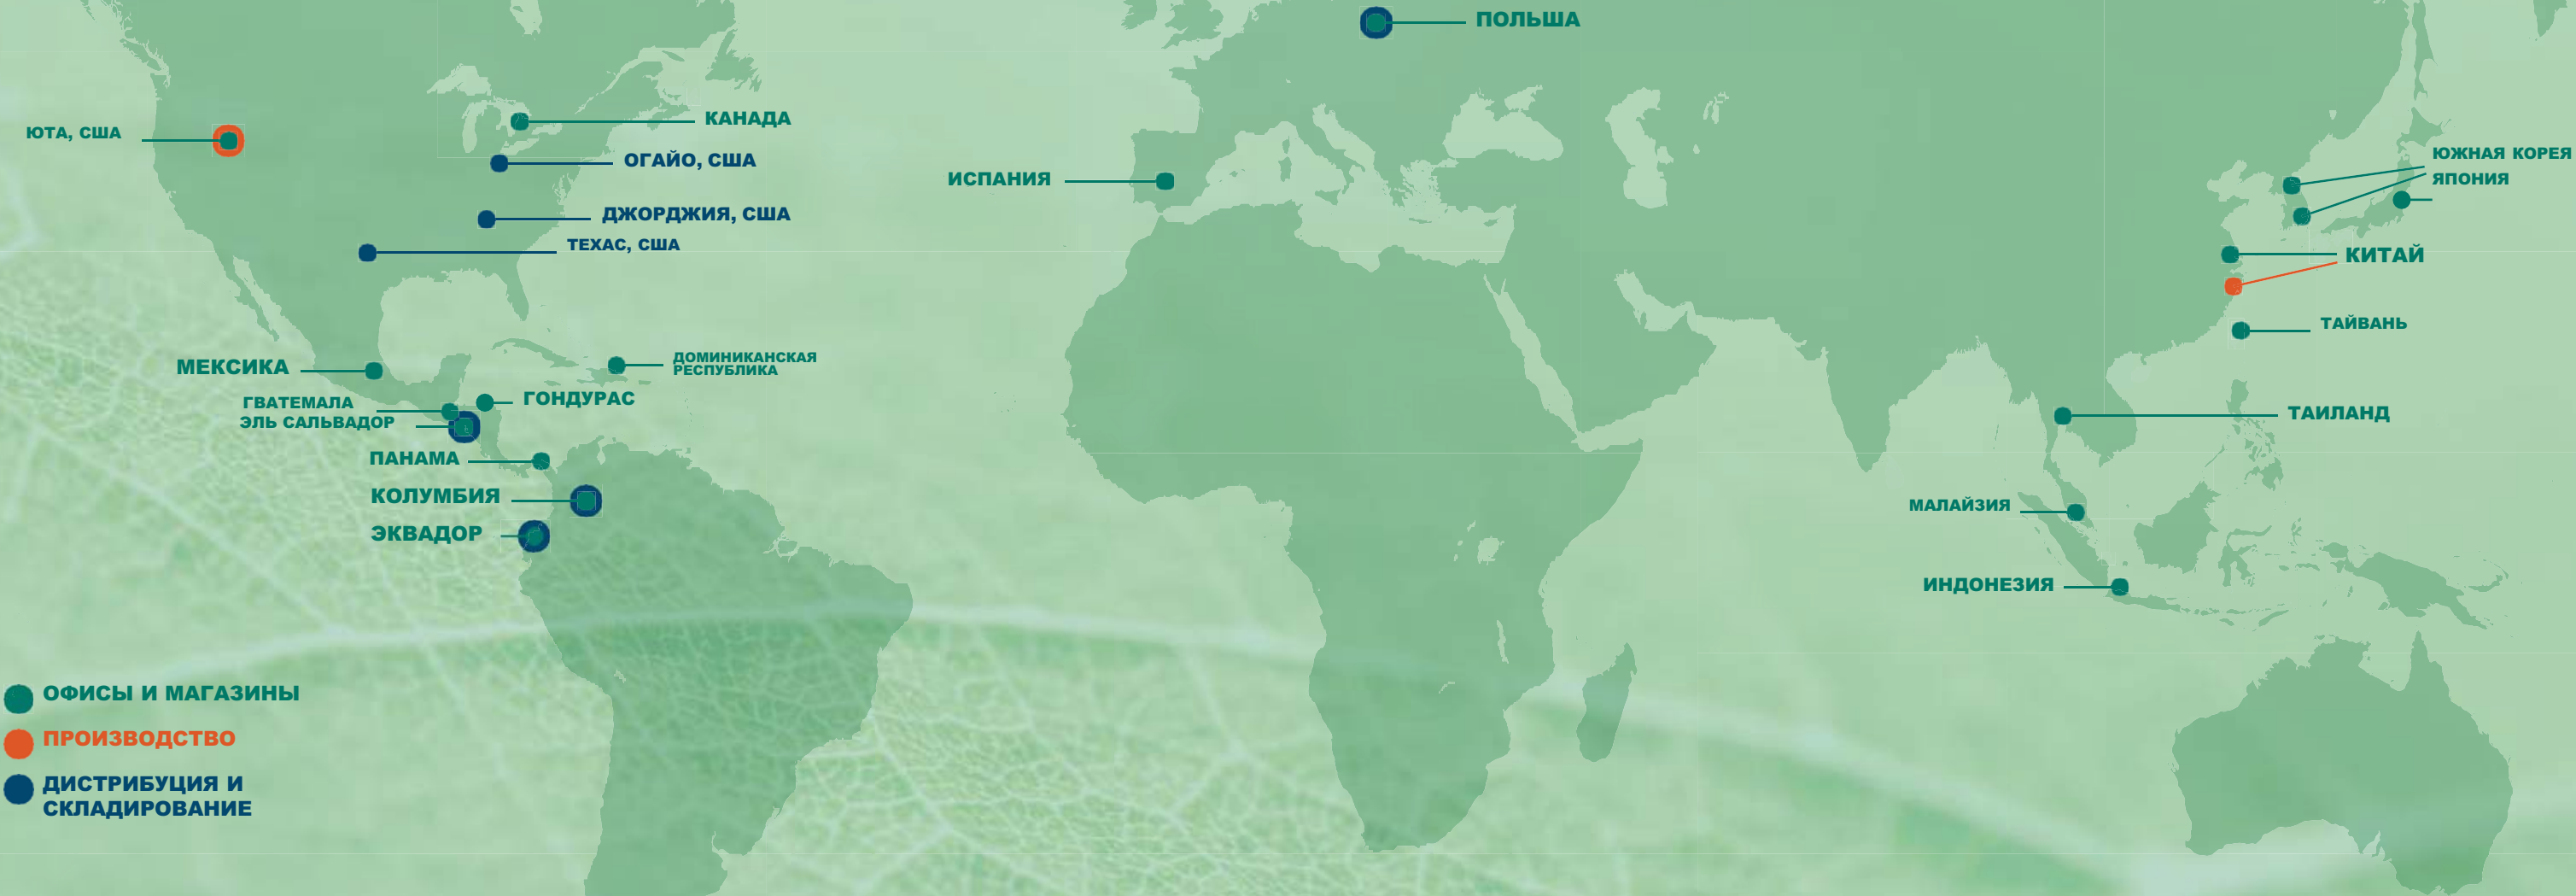 ПОЛЬША
ЮТА, США
КАНАДА
ОГАЙО, США
ДЖОРДЖИЯ, США
ТЕХАС, США
ИСПАНИЯ
ЮЖНАЯ КОРЕЯ
ЯПОНИЯ
КИТАЙ
ТАЙВАНЬ
МЕКСИКА
ДОМИНИКАНСКАЯ
РЕСПУБЛИКА
ГВАТЕМАЛА
ГОНДУРАС
ЭЛЬ САЛЬВАДОР
ТАИЛАНД
ПАНАМА
КОЛУМБИЯ
ЭКВАДОР
МАЛАЙЗИЯ
ИНДОНЕЗИЯ
ОФИСЫ И МАГАЗИНЫ
ПРОИЗВОДСТВО
ДИСТРИБУЦИЯ И
СКЛАДИРОВАНИЕ